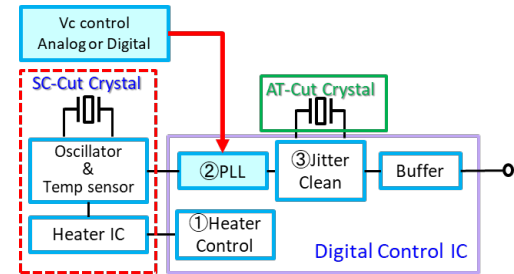 Vc control
Analog or Digital
SC-Cut Crystal
AT-Cut Crystal
Oscillator
&
Temp sensor
②PLL
③Jitter
Clean
Buffer
Heater IC
①Heater
Control
Digital Control IC